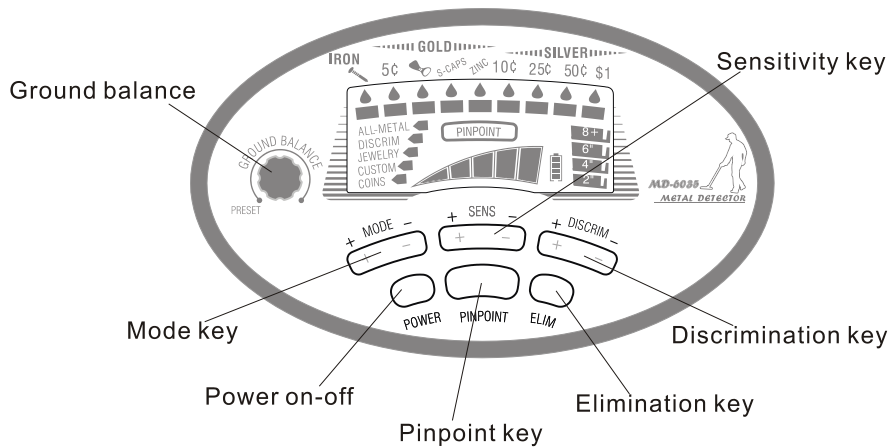 GOLD
SILVER
IRON
5¢
S-CAPS
ZINC
10¢
25¢
50¢
$1
Sensitivity key
Ground balance
GROUND BALANCE
PRESET
ALL-METAL
DISCRIM
JEWELRY
CUSTOM
COINS
PINPOINT
8+
6"
4"
2"
MD-6035
METAL DETECTOR
+ MODE -
+ -
+ SENS -
+ -
+ DISCRIM -
+ -
POWER
PINPOINT
ELIM
Mode key
Discrimination key
Power on-off
Elimination key
Pinpoint key